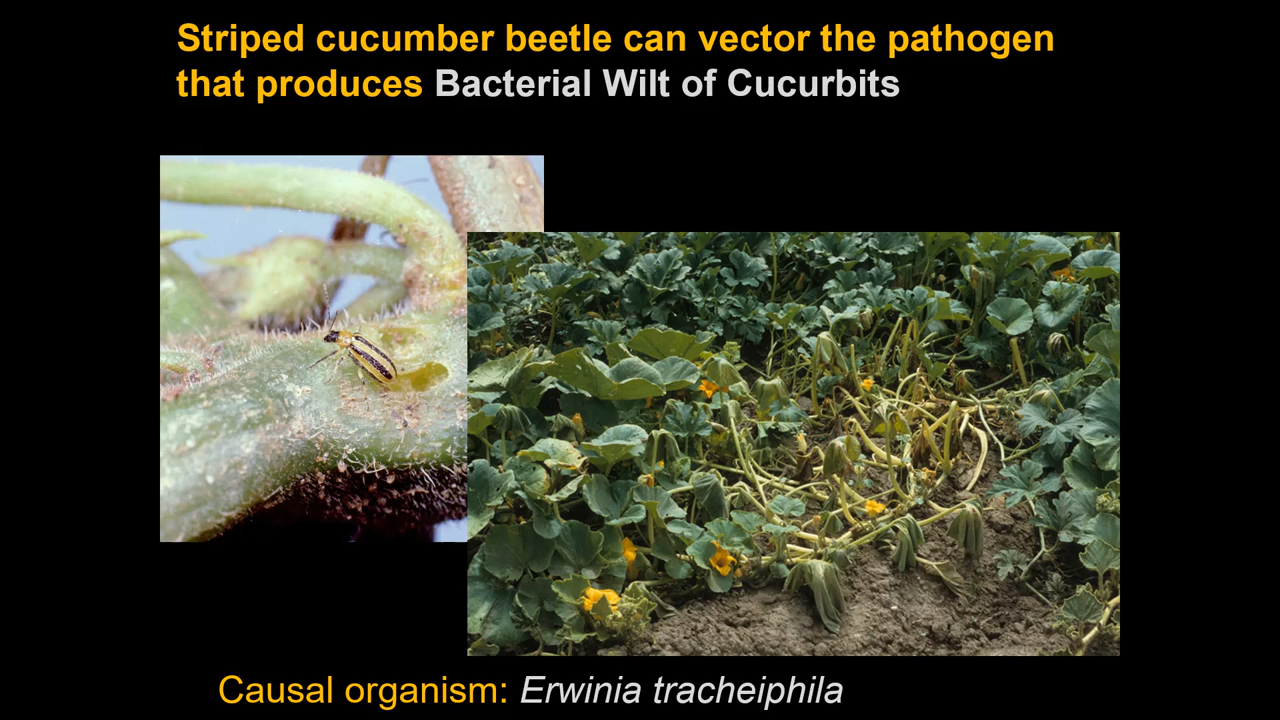 Striped cucumber beetle can vector the pathogen
that produces Bacterial Wilt of Cucurbits
Causal organism: Erwinia tracheiphila